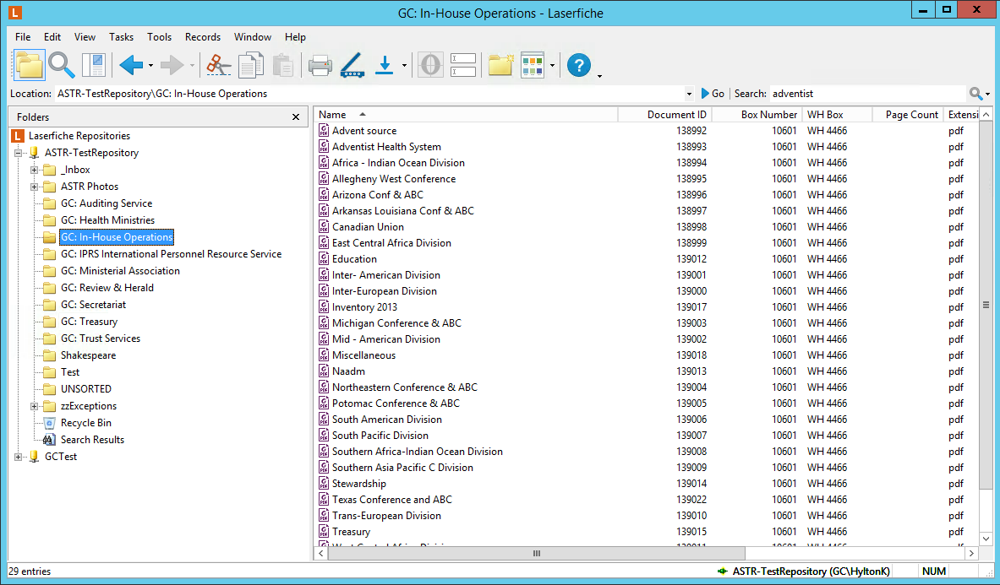 L GC: In-House Operations - Laserfiche
File Edit View Tasks Tools Records Window Help
Location: ASTR-TestRepository\GC: In-House Operations Go Search: adventist
Folders
L Laserfiche Repositories
ASTR-TestRepository
_Inbox
ASTR Photos
GC: Auditing Service
GC: Health Ministries
GC: In-House Operations
GC: IPRS International Personnel Resource Service
GC: Ministerial Association
GC: Review & Herald
GC: Secretariat
GC: Treasury
GC: Trust Services
Shakespeare
Test
UNSORTED
zzExceptions
Recycle Bin
Search Results
GCTest
Name Document ID Box Number WH Box Page Count Extensi
Advent source 138992 10601 WH 4466 pdf
Adventist Health System 138993 10601 WH 4466 pdf
Africa - Indian Ocean Division 138994 10601 WH 4466 pdf
Allegheny West Conference 138995 10601 WH 4466 pdf
Arizona Conf & ABC 138996 10601 WH 4466 pdf
Arkansas Louisiana Conf & ABC 138997 10601 WH 4466 pdf
Canadian Union 138998 10601 WH 4466 pdf
East Central Africa Division 138999 10601 WH 4466 pdf
Education 139012 10601 WH 4466 pdf
Inter- American Division 139001 10601 WH 4466 pdf
Inter-European Division 139000 10601 WH 4466 pdf
Inventory 2013 139017 10601 WH 4466 pdf
Michigan Conference & ABC 139003 10601 WH 4466 pdf
Mid - American Division 139002 10601 WH 4466 pdf
Miscellaneous 139018 10601 WH 4466 pdf
Naadm 139013 10601 WH 4466 pdf
Northeastern Conference & ABC 139004 10601 WH 4466 pdf
Potomac Conference & ABC 139005 10601 WH 4466 pdf
South American Division 139006 10601 WH 4466 pdf
South Pacific Division 139007 10601 WH 4466 pdf
Southern Africa-Indian Ocean Division 139008 10601 WH 4466 pdf
Southern Asia Pacific C Division 139009 10601 WH 4466 pdf
Stewardship 139014 10601 WH 4466 pdf
Texas Conference and ABC 139022 10601 WH 4466 pdf
Trans-European Division 139010 10601 WH 4466 pdf
Treasury 139015 10601 WH 4466 pdf
29 entries ASTR-TestRepository (GC\HyltonK) NUM